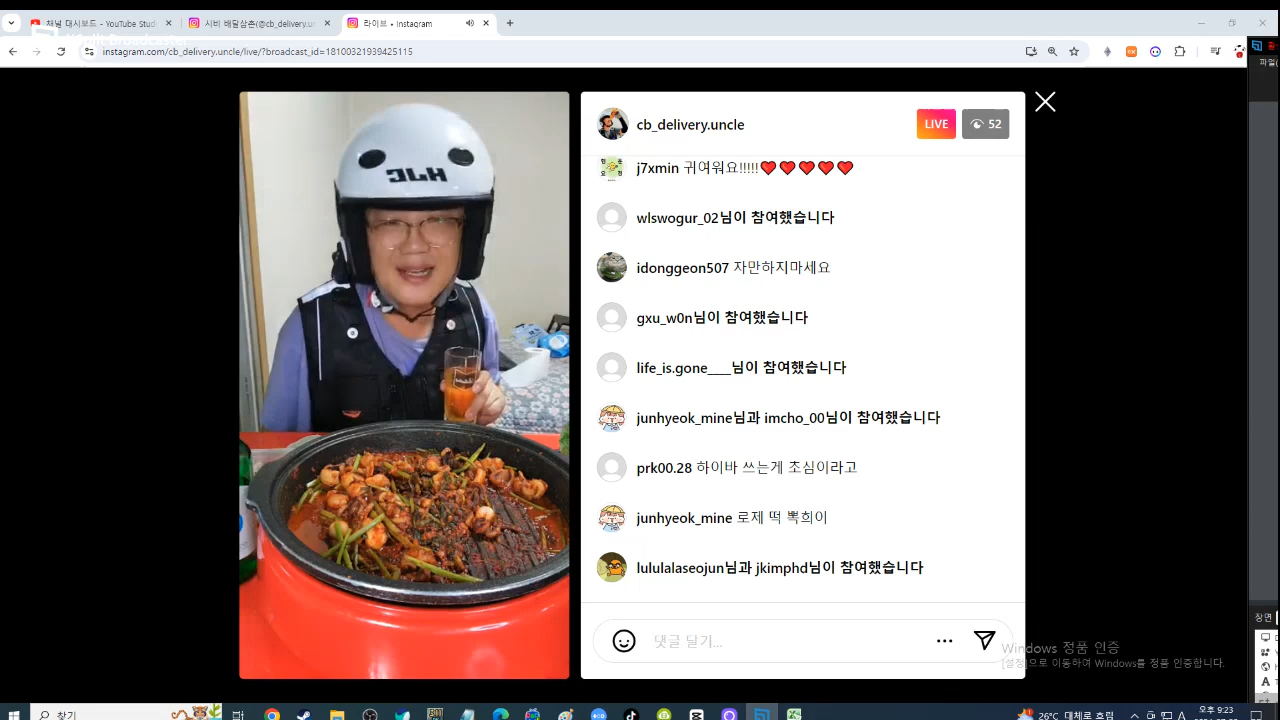 채널 대시보드 - YouTube Stud
시비 배달삼촌(@cb_delivery.u
라이브 • Instagram
instagram.com/cb_delivery.uncle/live/?broadcast_id=18100321939425115
파일(
JLH
cb_delivery.uncle
LIVE
52
j7xmin 귀여워요!!!!!❤❤❤❤❤
wlswogur_02님이 참여했습니다
idonggeon507 자만하지마세요
gxu_w0n님이 참여했습니다
life_is.gone____님이 참여했습니다
junhyeok_mine님과 imcho_00님이 참여했습니다
prk00.28 하이바 쓰는게 초심이라고
junhyeok_mine 로제 떡 뽁희이
lululalaseojun님과 jkimphd님이 참여했습니다
댓글 달기...
Windows 정품 인증
[설정]으로 이동하여 Windows를 정품 인증합니다.
장면
찾기
26°C 대체로 흐림
오후 9:23